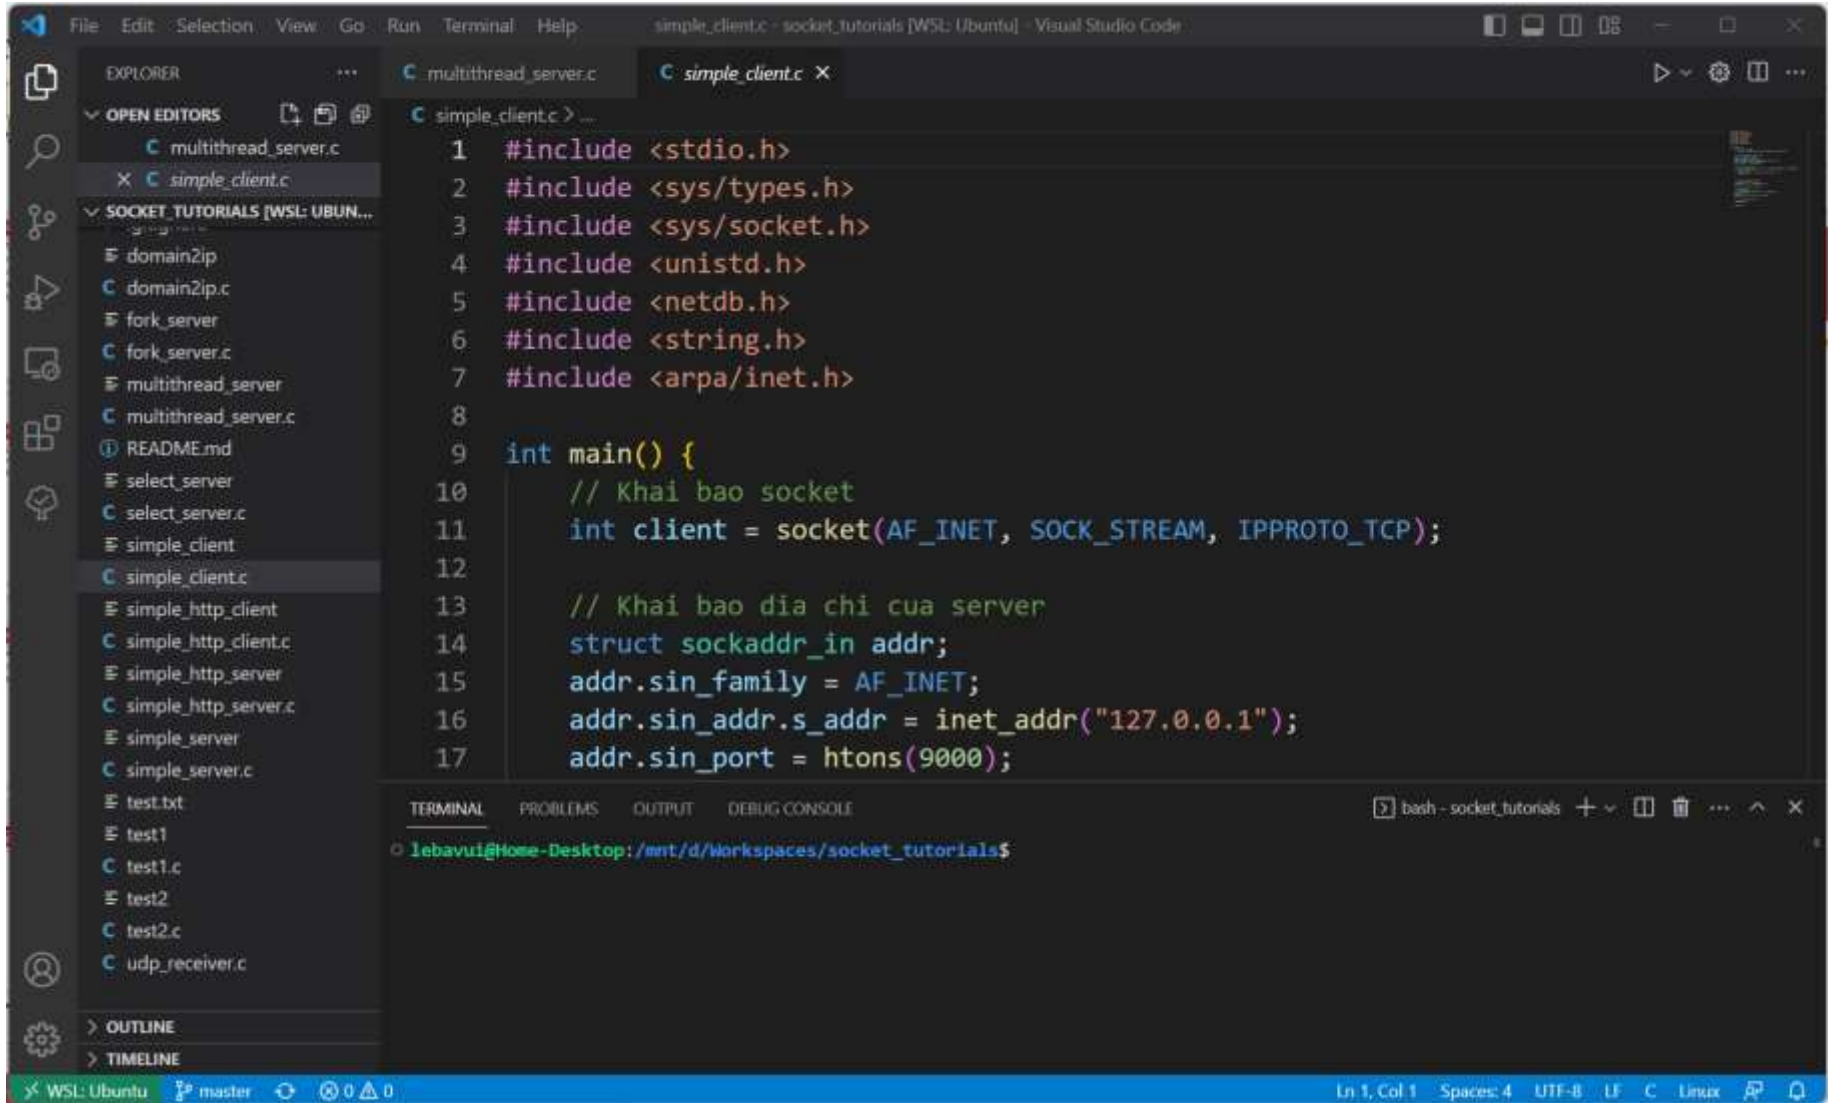 File Edit Selection View Go Run Terminal Help simple_client.c - socket_tutorials [WSL: Ubuntu] - Visual Studio Code
EXPLORER
OPEN EDITORS
multithread_server.c
simple_client.c
SOCKET_TUTORIALS [WSL: UBUN...
domain2ip
C domain2ip.c
fork_server
C fork_server.c
multithread_server
C multithread_server.c
README.md
select_server
C select_server.c
simple_client
C simple_client.c
simple_http_client
C simple_http_client.c
simple_http_server
C simple_http_server.c
simple_server
C simple_server.c
test.txt
test1
C test1.c
test2
C test2.c
C udp_receiver.c
OUTLINE
TIMELINE
C multithread_server.c C simple_client.c
C simple_client.c > ...
1 #include <stdio.h>
2 #include <sys/types.h>
3 #include <sys/socket.h>
4 #include <unistd.h>
5 #include <netdb.h>
6 #include <string.h>
7 #include <arpa/inet.h>
8
9 int main() {
10 // Khai bao socket
11 int client = socket(AF_INET, SOCK_STREAM, IPPROTO_TCP);
12
13 // Khai bao dia chi cua server
14 struct sockaddr_in addr;
15 addr.sin_family = AF_INET;
16 addr.sin_addr.s_addr = inet_addr("127.0.0.1");
17 addr.sin_port = htons(9000);
TERMINAL PROBLEMS OUTPUT DEBUG CONSOLE bash - socket_tutorials
lebavui@Home-Desktop:/mnt/d/Workspaces/socket_tutorials$
WSL: Ubuntu master 0 0 Ln 1, Col 1 Spaces: 4 UTF-8 LF C Linux